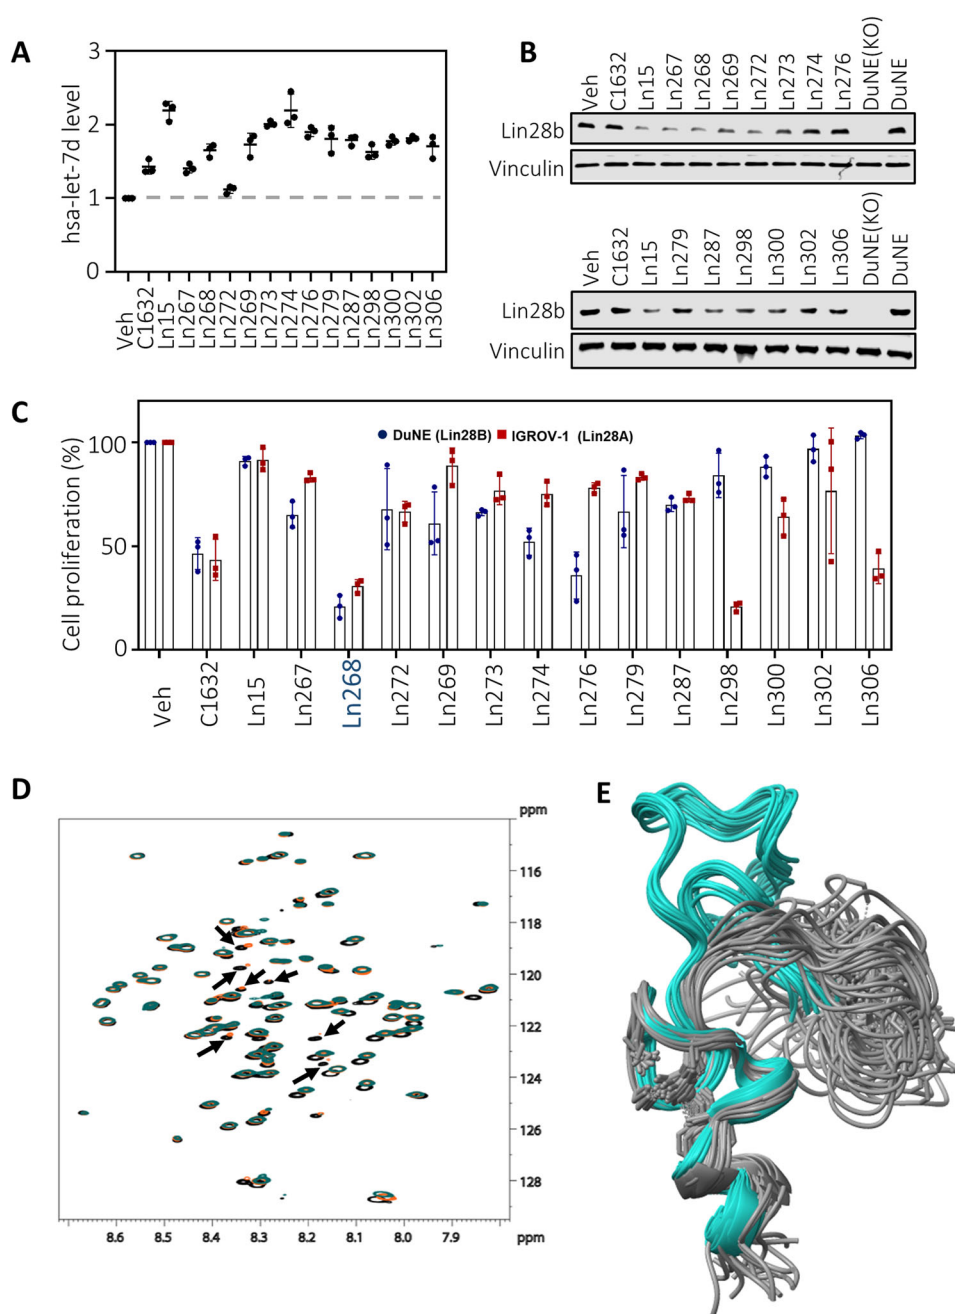 A
3
2
1
0
hsa-let-7d level
Veh
C1632
Ln15
Ln267
Ln268
Ln272
Ln269
Ln273
Ln274
Ln276
Ln279
Ln287
Ln298
Ln300
Ln302
Ln306
B
Veh
C1632
Ln15
Ln267
Ln268
Ln269
Ln272
Ln273
Ln274
Ln276
DuNE(KO)
DuNE
Lin28b
Vinculin
Veh
C1632
Ln15
Ln279
Ln287
Ln298
Ln300
Ln302
Ln306
DuNE(KO)
DuNE
Lin28b
Vinculin
C
DuNE (Lin28B) IGROV-1 (Lin28A)
100
50
0
Cell proliferation (%)
Veh
C1632
Ln15
Ln267
Ln268
Ln272
Ln269
Ln273
Ln274
Ln276
Ln279
Ln287
Ln298
Ln300
Ln302
Ln306
D
ppm
116
118
120
122
124
126
128
8.6 8.5 8.4 8.3 8.2 8.1 8.0 7.9 ppm
E